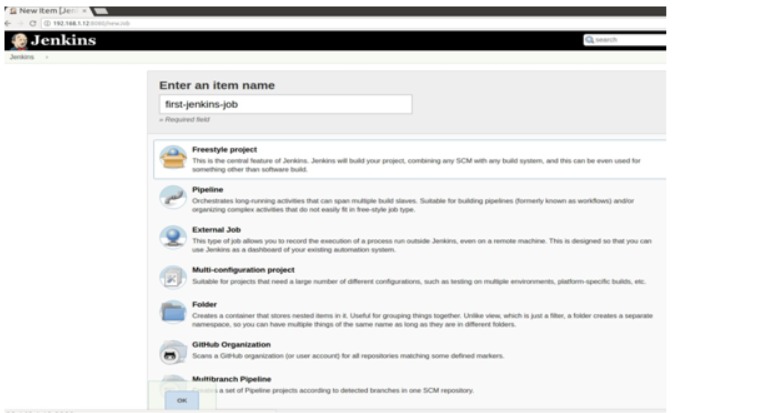 New Item [Jen
192.168.1.12:8080/newJob
Jenkins
search
Jenkins
Enter an item name
first-jenkins-job
» Required field
Freestyle project
This is the central feature of Jenkins. Jenkins will build your project, combining any SCM with any build system, and this can be even used for
something other than software build.
Pipeline
Orchestrates long-running activities that can span multiple build slaves. Suitable for building pipelines (formerly known as workflows) and/or
organizing complex activities that do not easily fit in free-style job type.
External Job
This type of job allows you to record the execution of a process run outside Jenkins, even on a remote machine. This is designed so that you can
use Jenkins as a dashboard of your existing automation system.
Multi-configuration project
Suitable for projects that need a large number of different configurations, such as testing on multiple environments, platform-specific builds, etc.
Folder
Creates a container that stores nested items in it. Useful for grouping things together. Unlike view, which is just a filter, a folder creates a separate
namespace, so you can have multiple things of the same name as long as they are in different folders.
GitHub Organization
Scans a GitHub organization (or user account) for all repositories matching some defined markers.
Multibranch Pipeline
a set of Pipeline projects according to detected branches in one SCM repository.
OK